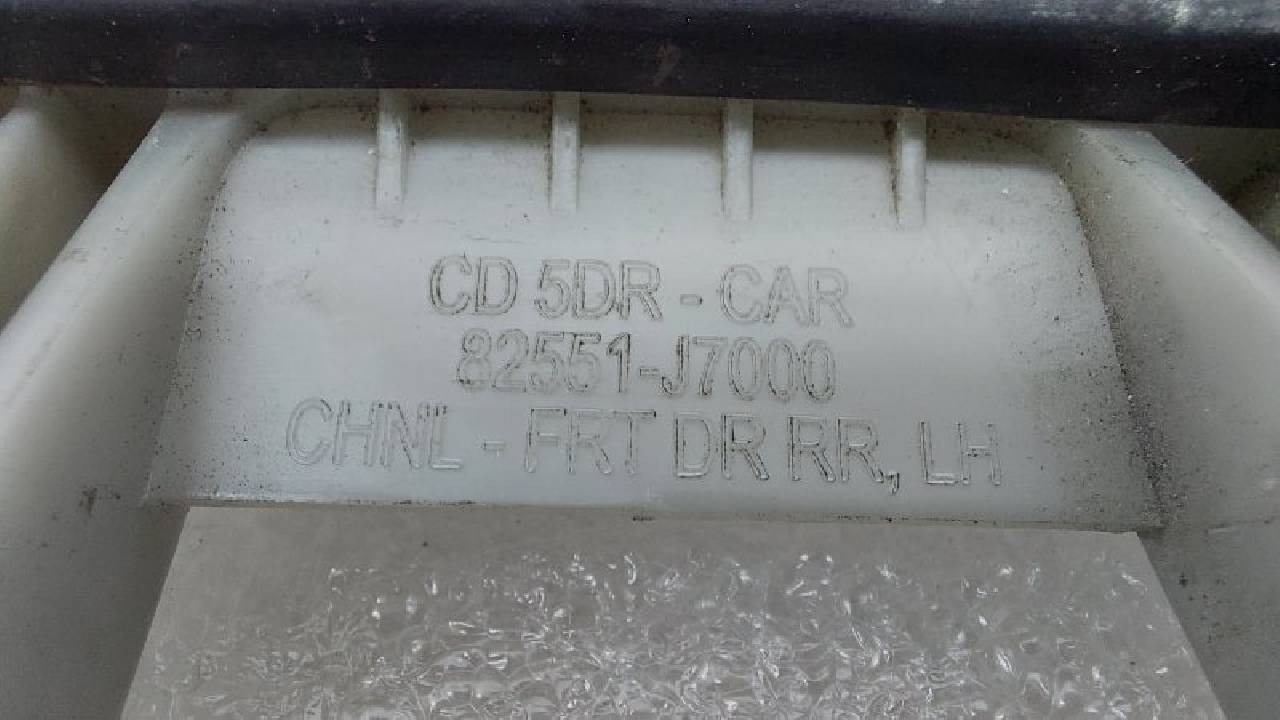 CD 5DR - CAR
82551-J7000
CHNL - FRT DR RR, LH